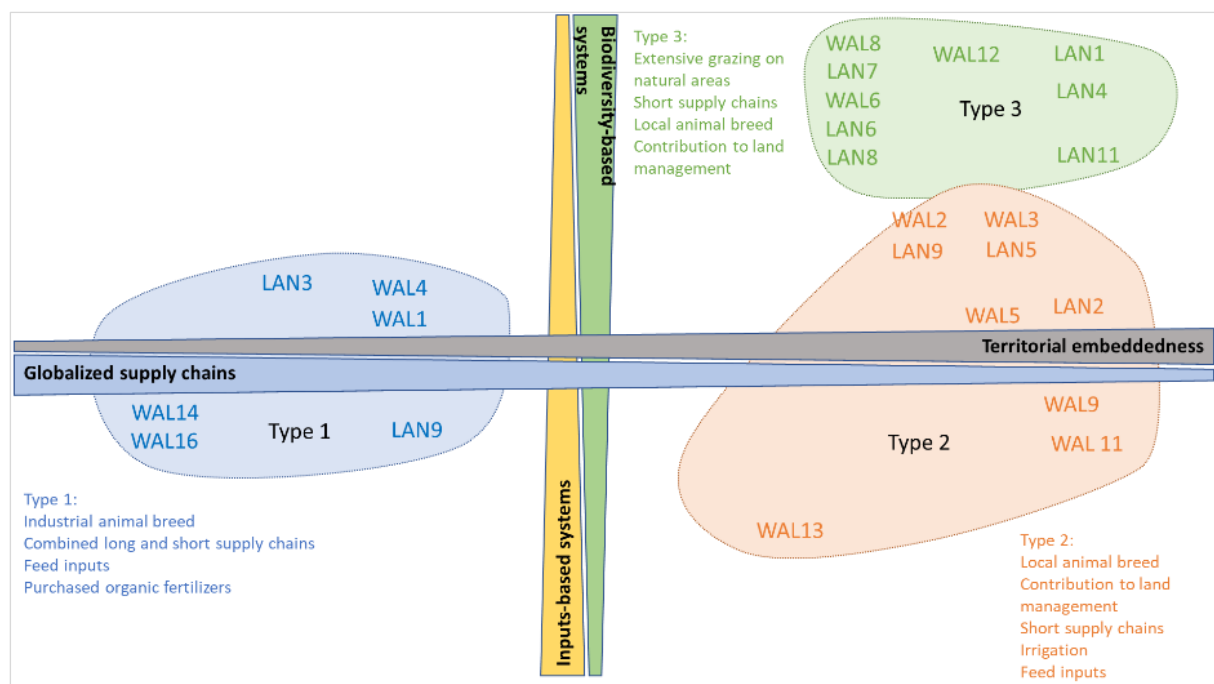 Biodiversity-based
systems
Type 3:
Extensive grazing on
natural areas
Short supply chains
Local animal breed
Contribution to land
management
WAL8
LAN7
WAL6
LAN6
LAN8
WAL12
Type 3
LAN1
LAN4
LAN11
WAL2
WAL3
LAN9
LAN5
WAL5
LAN2
LAN3
WAL4
WAL1
Territorial embeddedness
Globalized supply chains
WAL14
WAL16
Type 1
LAN9
WAL9
WAL 11
Type 2
WAL13
Type 1:
Industrial animal breed
Combined long and short supply chains
Feed inputs
Purchased organic fertilizers
Inputs-based systems
Type 2:
Local animal breed
Contribution to land
management
Short supply chains
Irrigation
Feed inputs